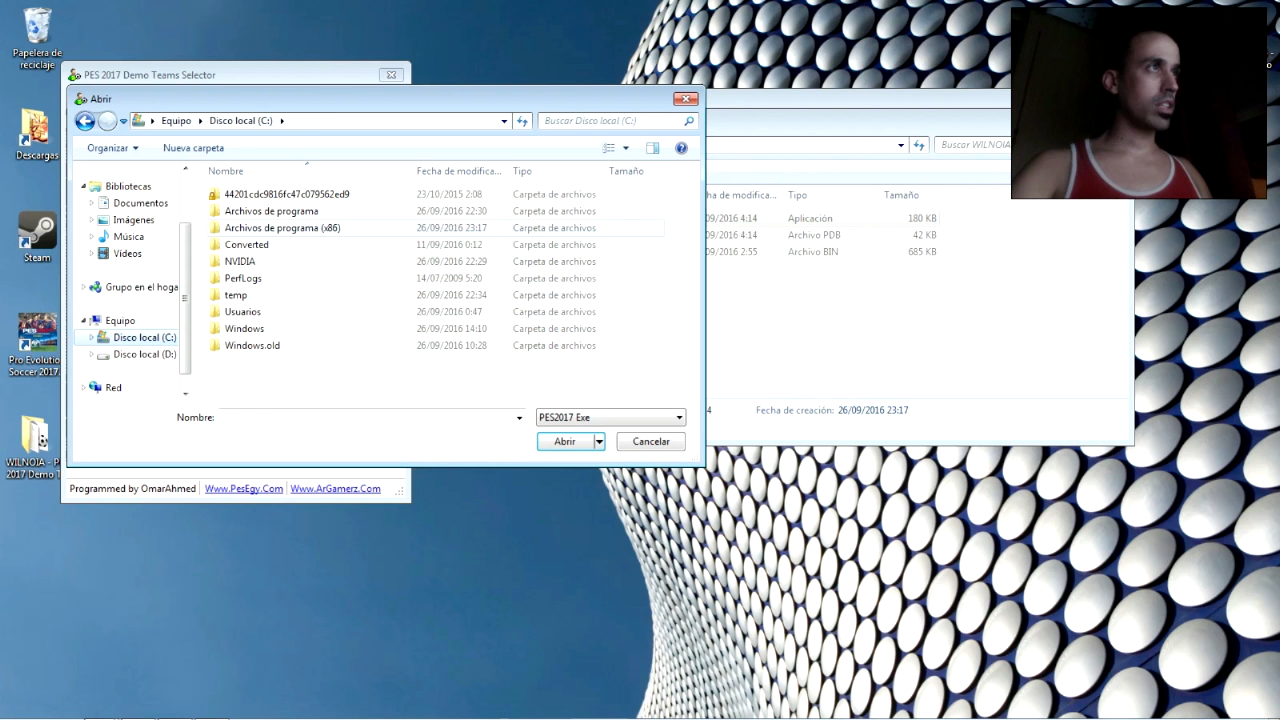 Papelera de
reciclaje
Descargas
Steam
Pro Evolution
Soccer 2017
WILNOIA - P
2017 Demo
PES 2017 Demo Teams Selector
Abrir
Equipo
Disco local (C:)
Buscar Disco local (C:)
Organizar
Nueva carpeta
Bibliotecas
Documentos
Imágenes
Música
Vídeos
Grupo en el hoga
Equipo
Disco local (C:)
Disco local (D:)
Red
Nombre Fecha de modifica... Tipo Tamaño
44201cdc9816fc47c079562ed9 23/10/2015 2:08 Carpeta de archivos
Archivos de programa 26/09/2016 22:30 Carpeta de archivos
Archivos de programa (x86) 26/09/2016 23:17 Carpeta de archivos
Converted 11/09/2016 0:12 Carpeta de archivos
NVIDIA 26/09/2016 22:29 Carpeta de archivos
PerfLogs 14/07/2009 5:20 Carpeta de archivos
temp 26/09/2016 22:34 Carpeta de archivos
Usuarios 26/09/2016 0:47 Carpeta de archivos
Windows 26/09/2016 14:10 Carpeta de archivos
Windows.old 26/09/2016 10:28 Carpeta de archivos
Nombre:
PES2017 Exe
Abrir
Cancelar
Programmed by OmarAhmed Www.PesEgy.Com Www.ArGamerz.Com
Buscar WILNOIA
ha de modifica... Tipo Tamaño
09/2016 4:14 Aplicación 180 KB
09/2016 4:14 Archivo PDB 42 KB
09/2016 2:55 Archivo BIN 685 KB
4 Fecha de creación: 26/09/2016 23:17